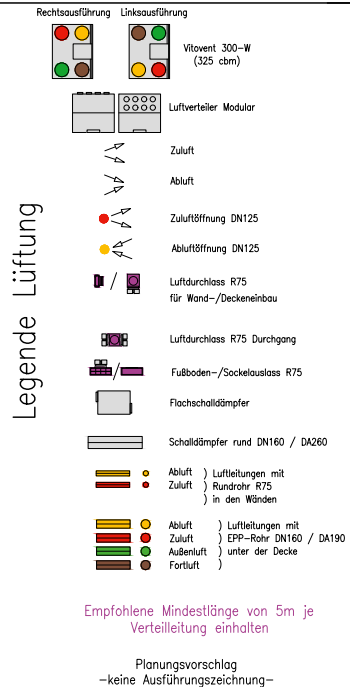 Rechtsausführung Linksausführung
Vitovent 300-W
(325 cbm)
Luftverteiler Modular
Zuluft
Abluft
Zuluftöffnung DN125
Abluftöffnung DN125
Luftdurchlass R75
für Wand-/Deckeneinbau
Luftdurchlass R75 Durchgang
Fußboden-/Sockelauslass R75
Flachschalldämpfer
Schalldämpfer rund DN160 / DA260
Abluft ) Luftleitungen mit
Zuluft ) Rundrohr R75
) in den Wänden
Abluft ) Luftleitungen mit
Zuluft ) EPP-Rohr DN160 / DA190
Außenluft ) unter der Decke
Fortluft )
Legende Lüftung
Empfohlene Mindestlänge von 5m je
Verteilleitung einhalten
Planungsvorschlag
-keine Ausführungszeichnung-